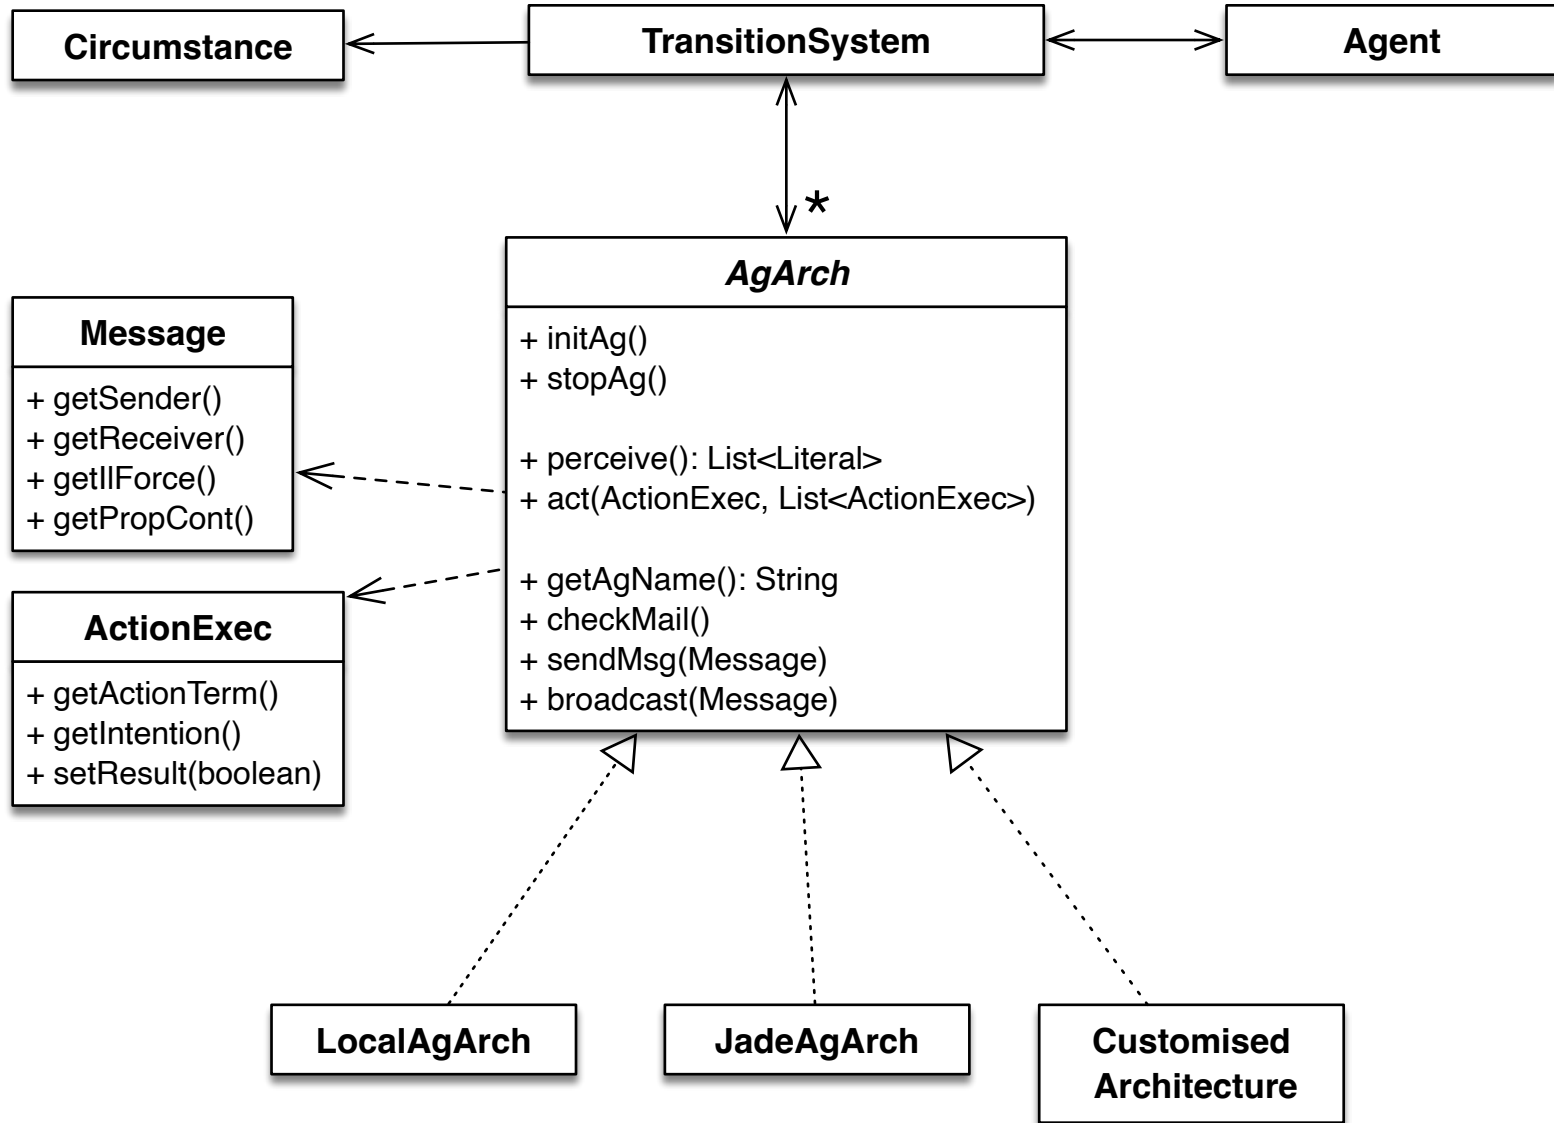 Circumstance
TransitionSystem
Agent
*
AgArch
+ initAg()
+ stopAg()
+ perceive(): List<Literal>
+ act(ActionExec, List<ActionExec>)
+ getAgName(): String
+ checkMail()
+ sendMsg(Message)
+ broadcast(Message)
Message
+ getSender()
+ getReceiver()
+ getIlForce()
+ getPropCont()
ActionExec
+ getActionTerm()
+ getIntention()
+ setResult(boolean)
LocalAgArch
JadeAgArch
Customised
Architecture